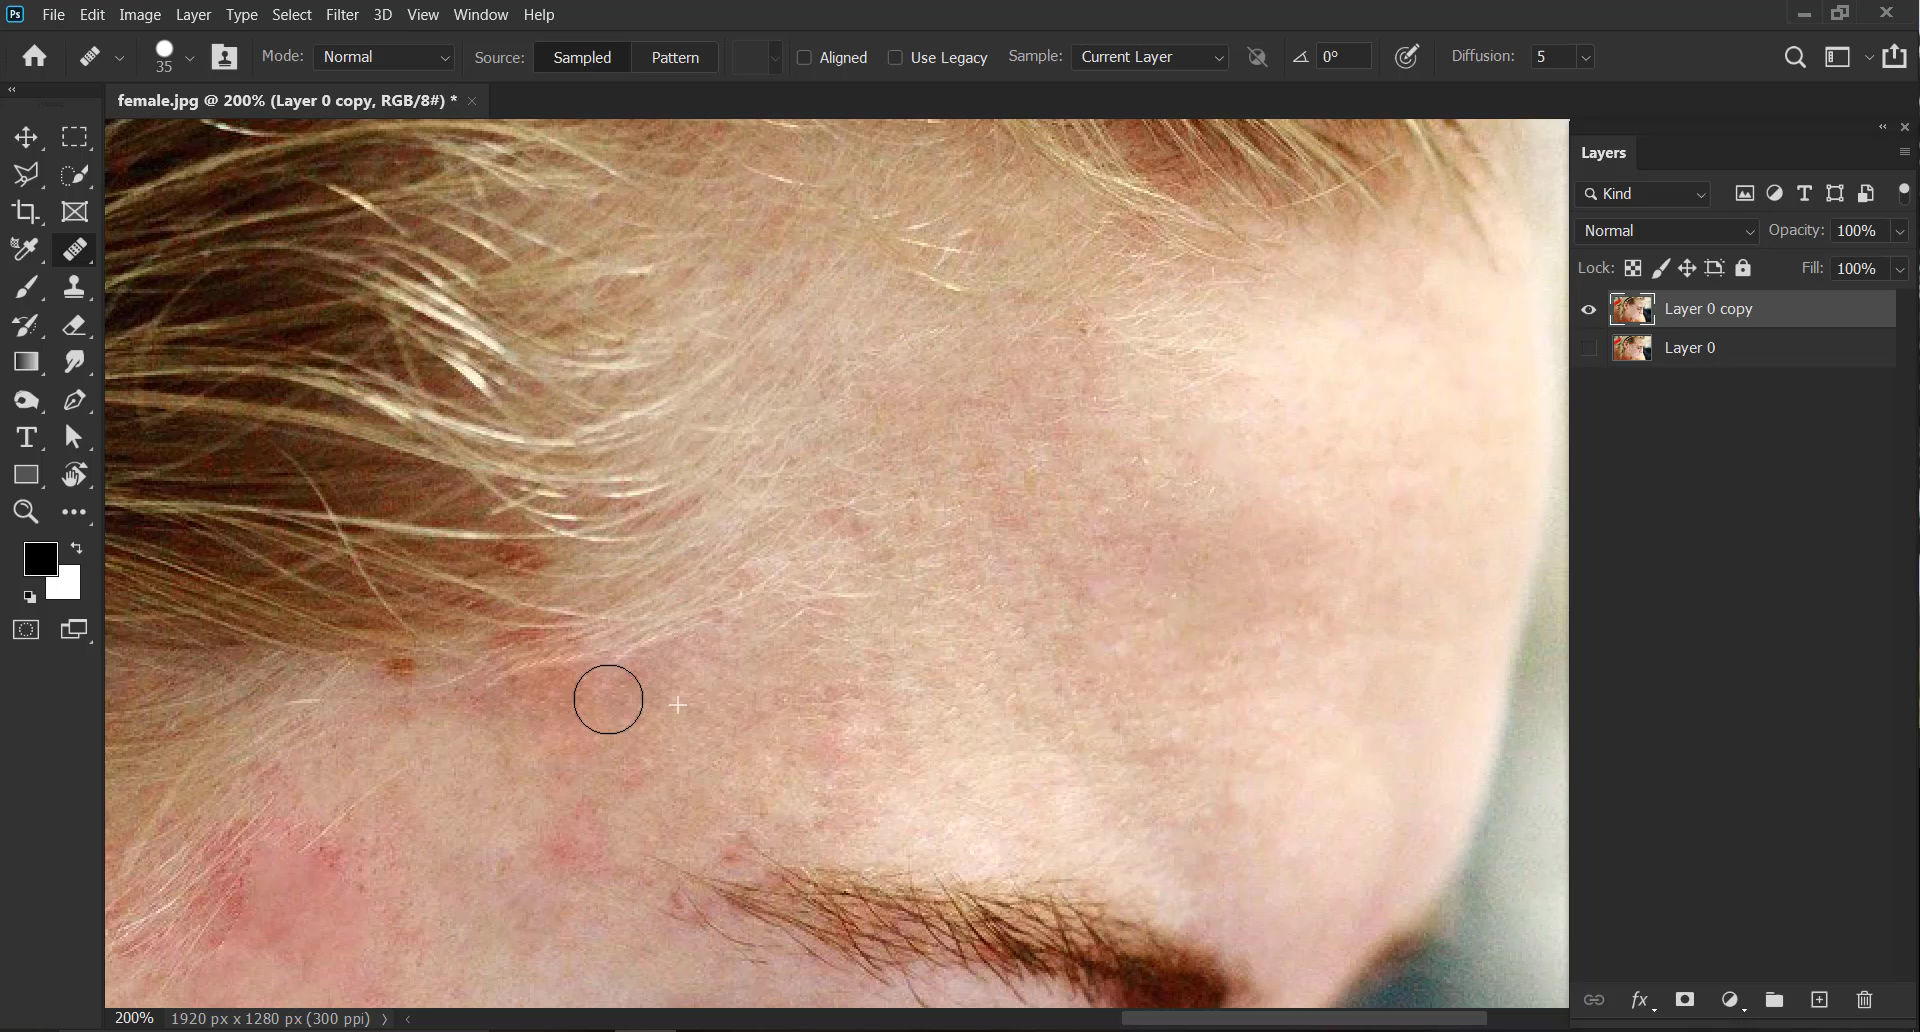 Ps File Edit Image Layer Type Select Filter 3D View Window Help
35 Mode: Normal Source: Sampled Pattern Aligned Use Legacy Sample: Current Layer 0° Diffusion: 5
female.jpg @ 200% (Layer 0 copy, RGB/8#) *
Layers
Kind
Normal Opacity: 100%
Lock: Fill: 100%
Layer 0 copy
Layer 0
200% 1920 px x 1280 px (300 ppi)